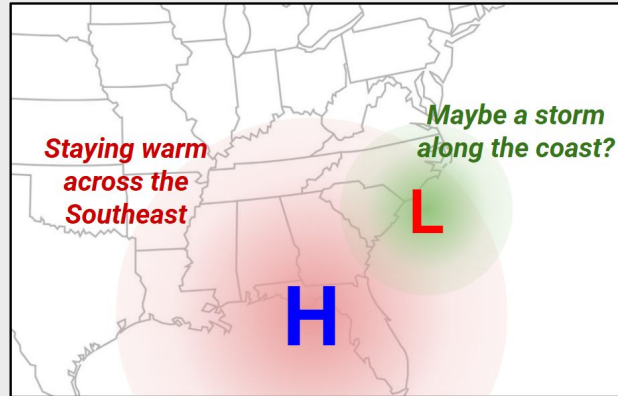 Maybe a storm
along the coast?
Staying warm
across the
Southeast
L
H